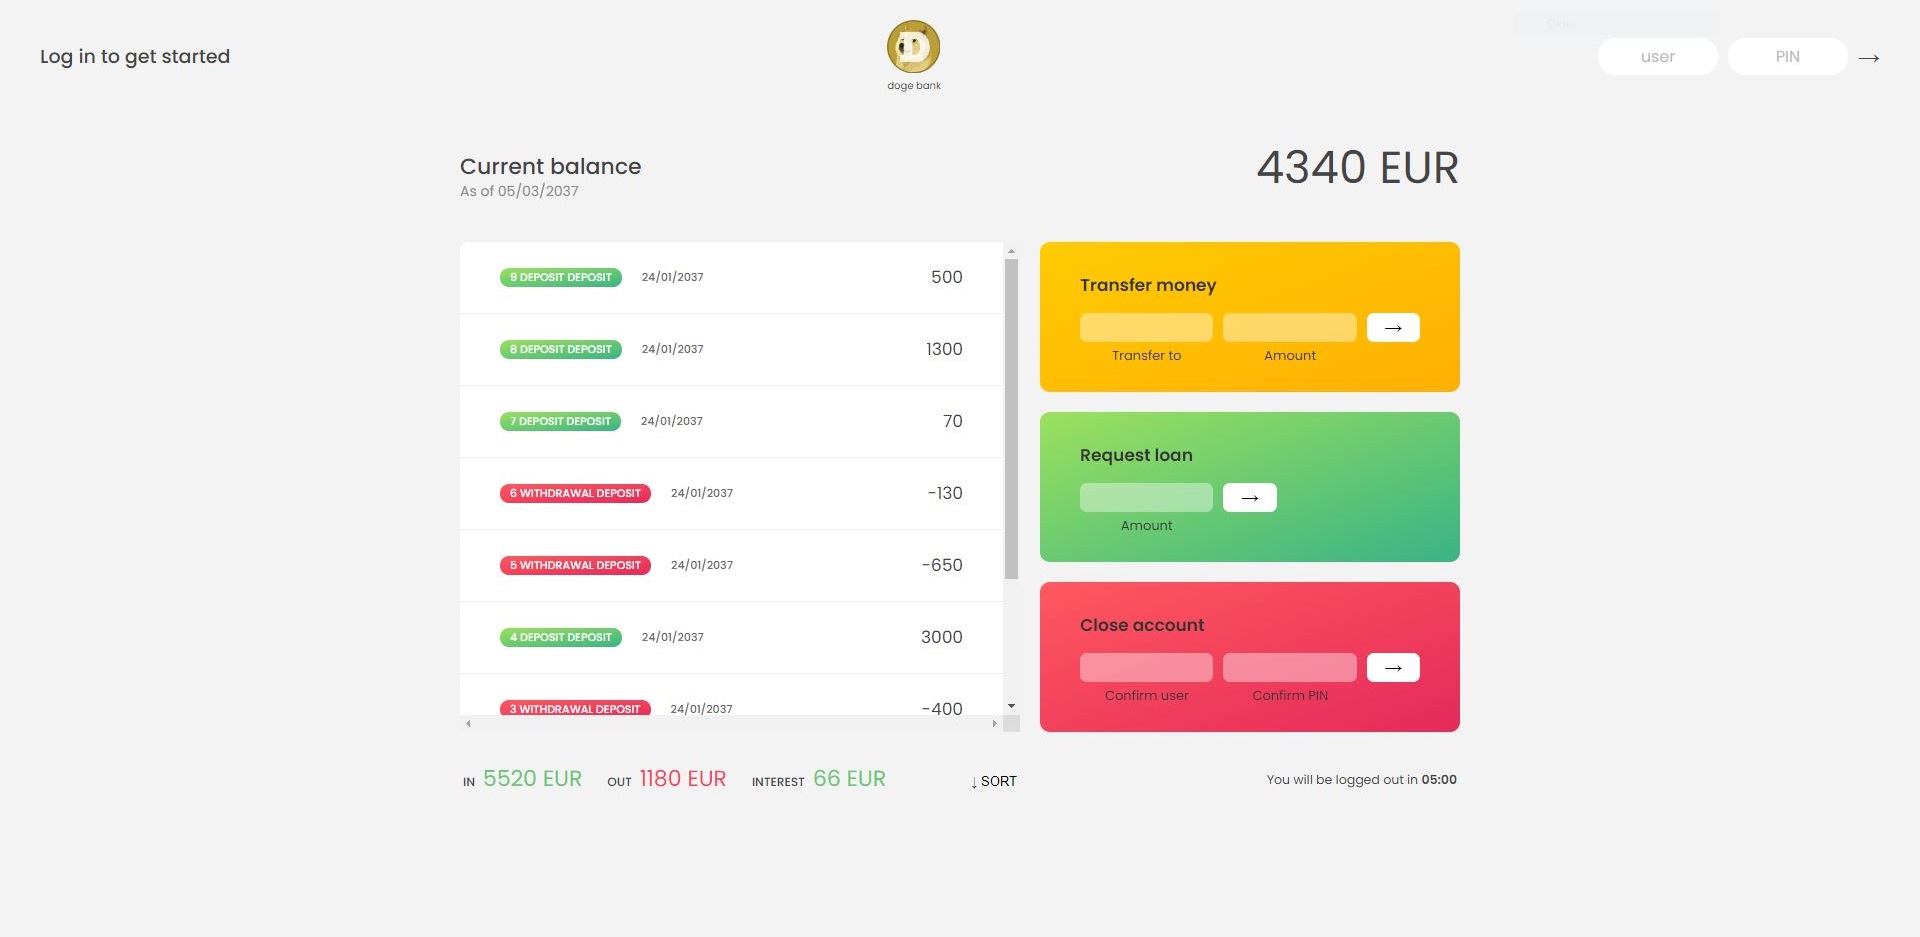 Log in to get started
D
doge bank
user
PIN
→
Current balance
As of 05/03/2037
4340 EUR
9 DEPOSIT DEPOSIT 24/01/2037 500
8 DEPOSIT DEPOSIT 24/01/2037 1300
7 DEPOSIT DEPOSIT 24/01/2037 70
6 WITHDRAWAL DEPOSIT 24/01/2037 -130
5 WITHDRAWAL DEPOSIT 24/01/2037 -650
4 DEPOSIT DEPOSIT 24/01/2037 3000
3 WITHDRAWAL DEPOSIT 24/01/2037 -400
Transfer money
→
Transfer to Amount
Request loan
→
Amount
Close account
→
Confirm user Confirm PIN
IN 5520 EUR OUT 1180 EUR INTEREST 66 EUR ↓ SORT
You will be logged out in 05:00